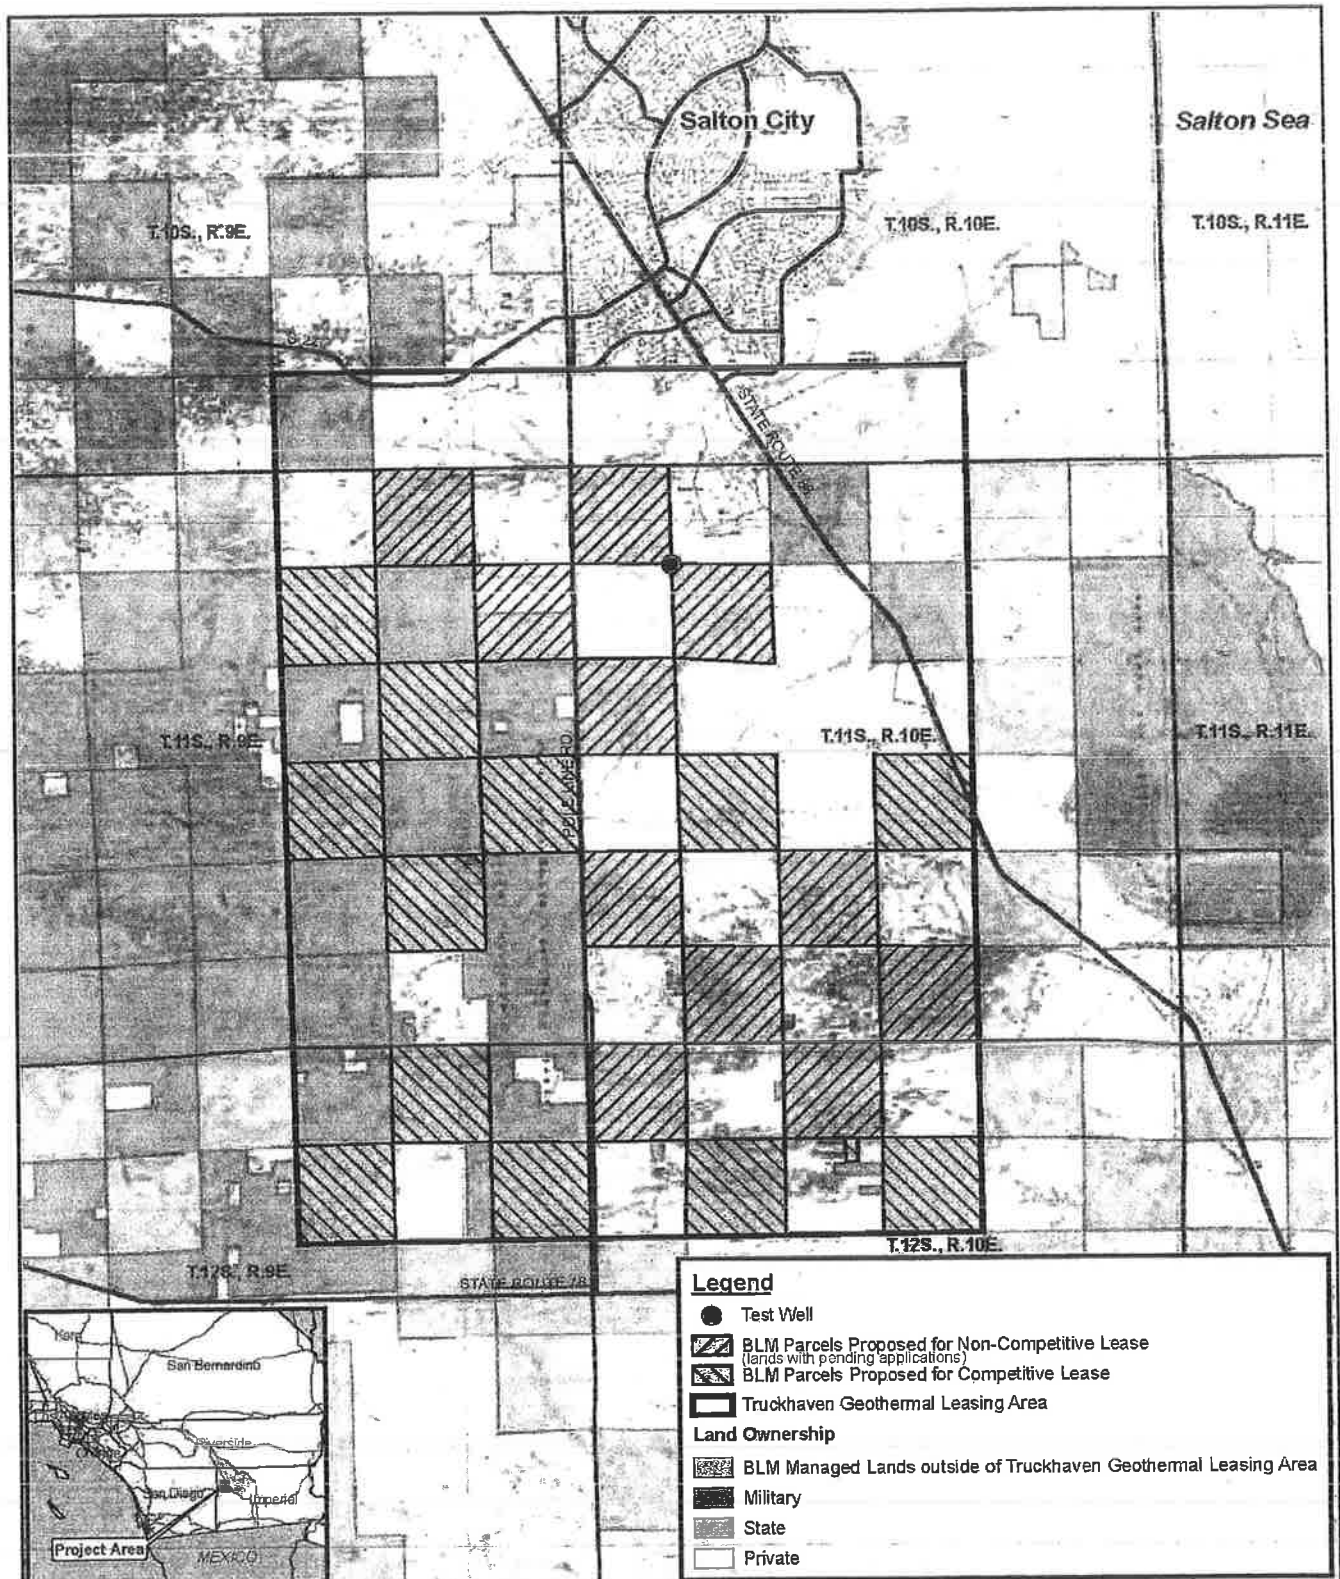 Salton City
Salton Sea
T.10S., R.9E.
T.10S., R.10E.
T.10S., R.11E.
STATE ROUTE 86
T.11S., R.9E.
T.11S., R.10E.
T.11S., R.11E.
POLE LINE RD.
T.12S., R.10E.
T.12S., R.9E.
STATE ROUTE 78
Legend
Test Well
BLM Parcels Proposed for Non-Competitive Lease
(lands with pending applications)
BLM Parcels Proposed for Competitive Lease
Truckhaven Geothermal Leasing Area
Land Ownership
BLM Managed Lands outside of Truckhaven Geothermal Leasing Area
Military
State
Private
Kern
San Bernardino
Riverside
San Diego
Imperial
Project Area
MEXICO